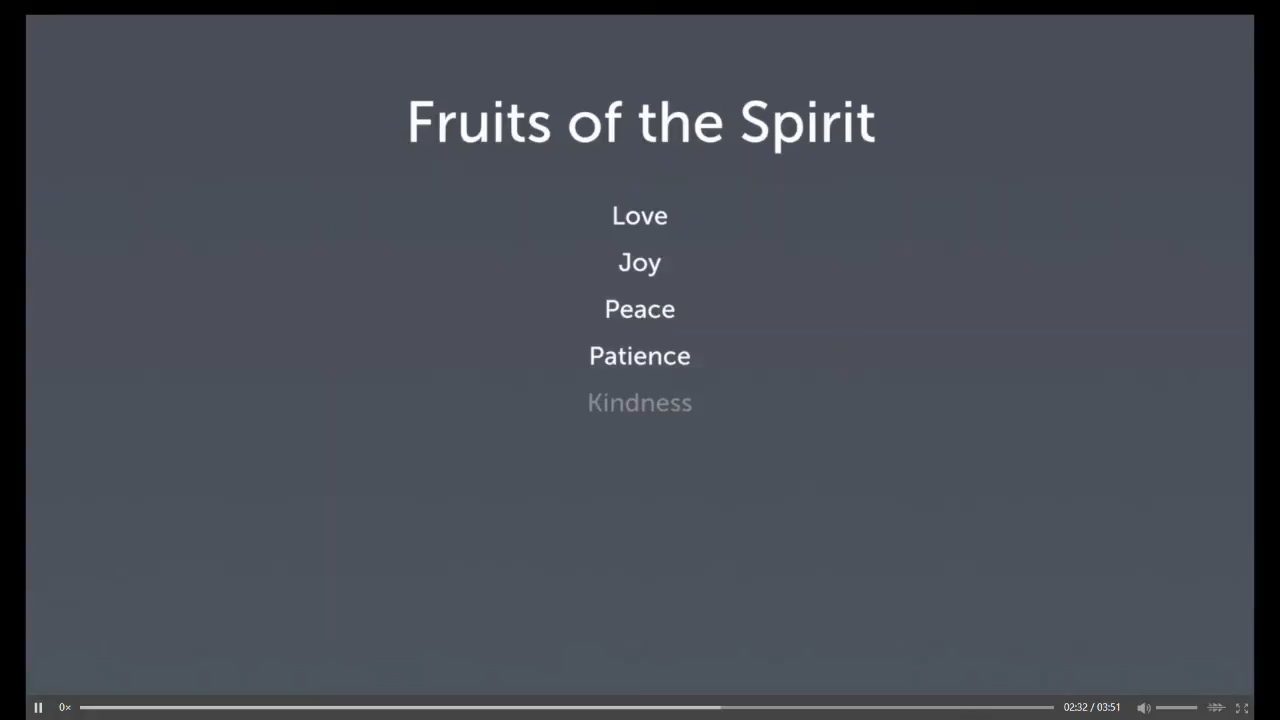 Fruits of the Spirit
Love
Joy
Peace
Patience
Kindness
0× 02:32 / 03:51